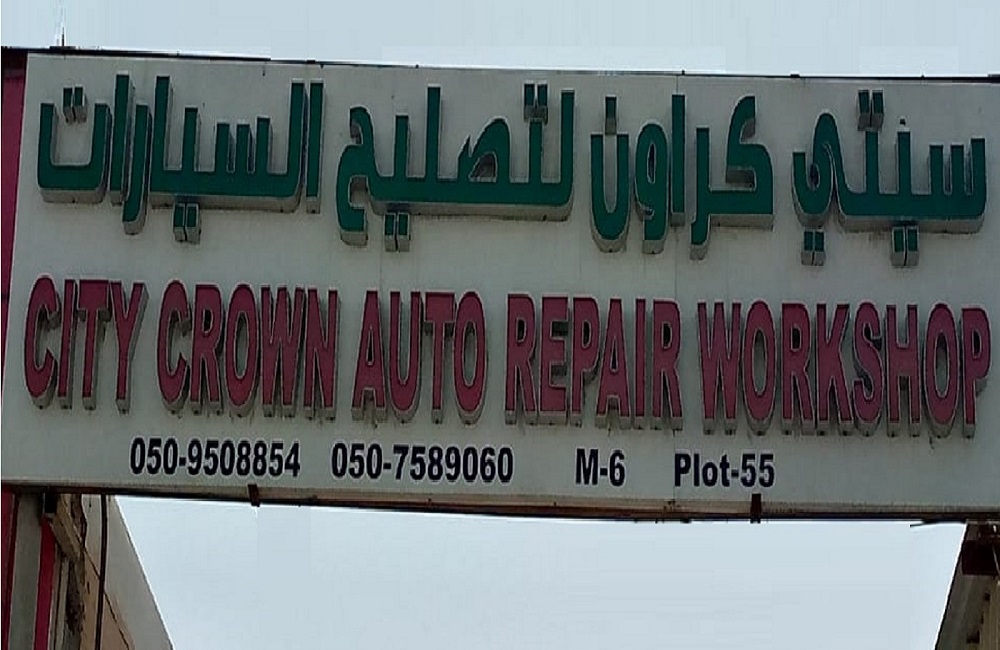 سيتي كراون لتصليح السيارات
CITY CROWN AUTO REPAIR WORKSHOP
050-9508854 050-7589060 M-6 Plot-55